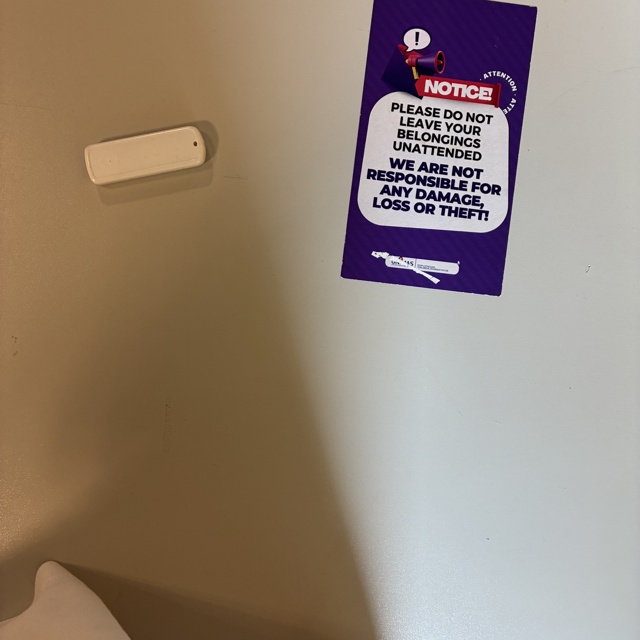 !
NOTICE!
ATTENTION
PLEASE DO NOT
LEAVE YOUR
BELONGINGS
UNATTENDED
WE ARE NOT
RESPONSIBLE FOR
ANY DAMAGE,
LOSS OR THEFT!